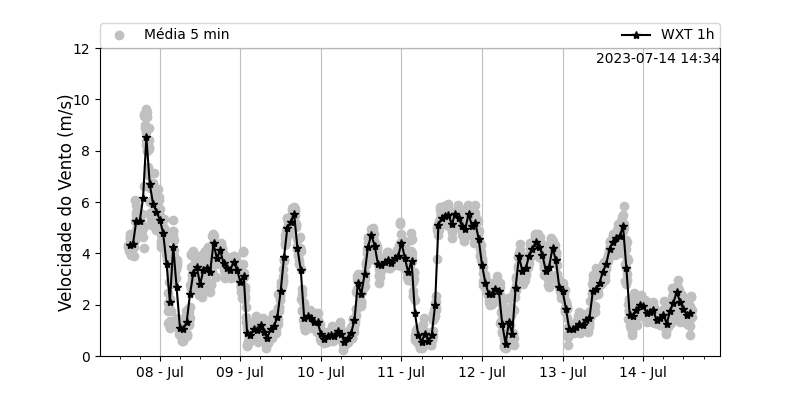 Média 5 min
WXT 1h
2023-07-14 14:34
Velocidade do Vento (m/s)
12
10
8
6
4
2
0
08 - Jul
09 - Jul
10 - Jul
11 - Jul
12 - Jul
13 - Jul
14 - Jul